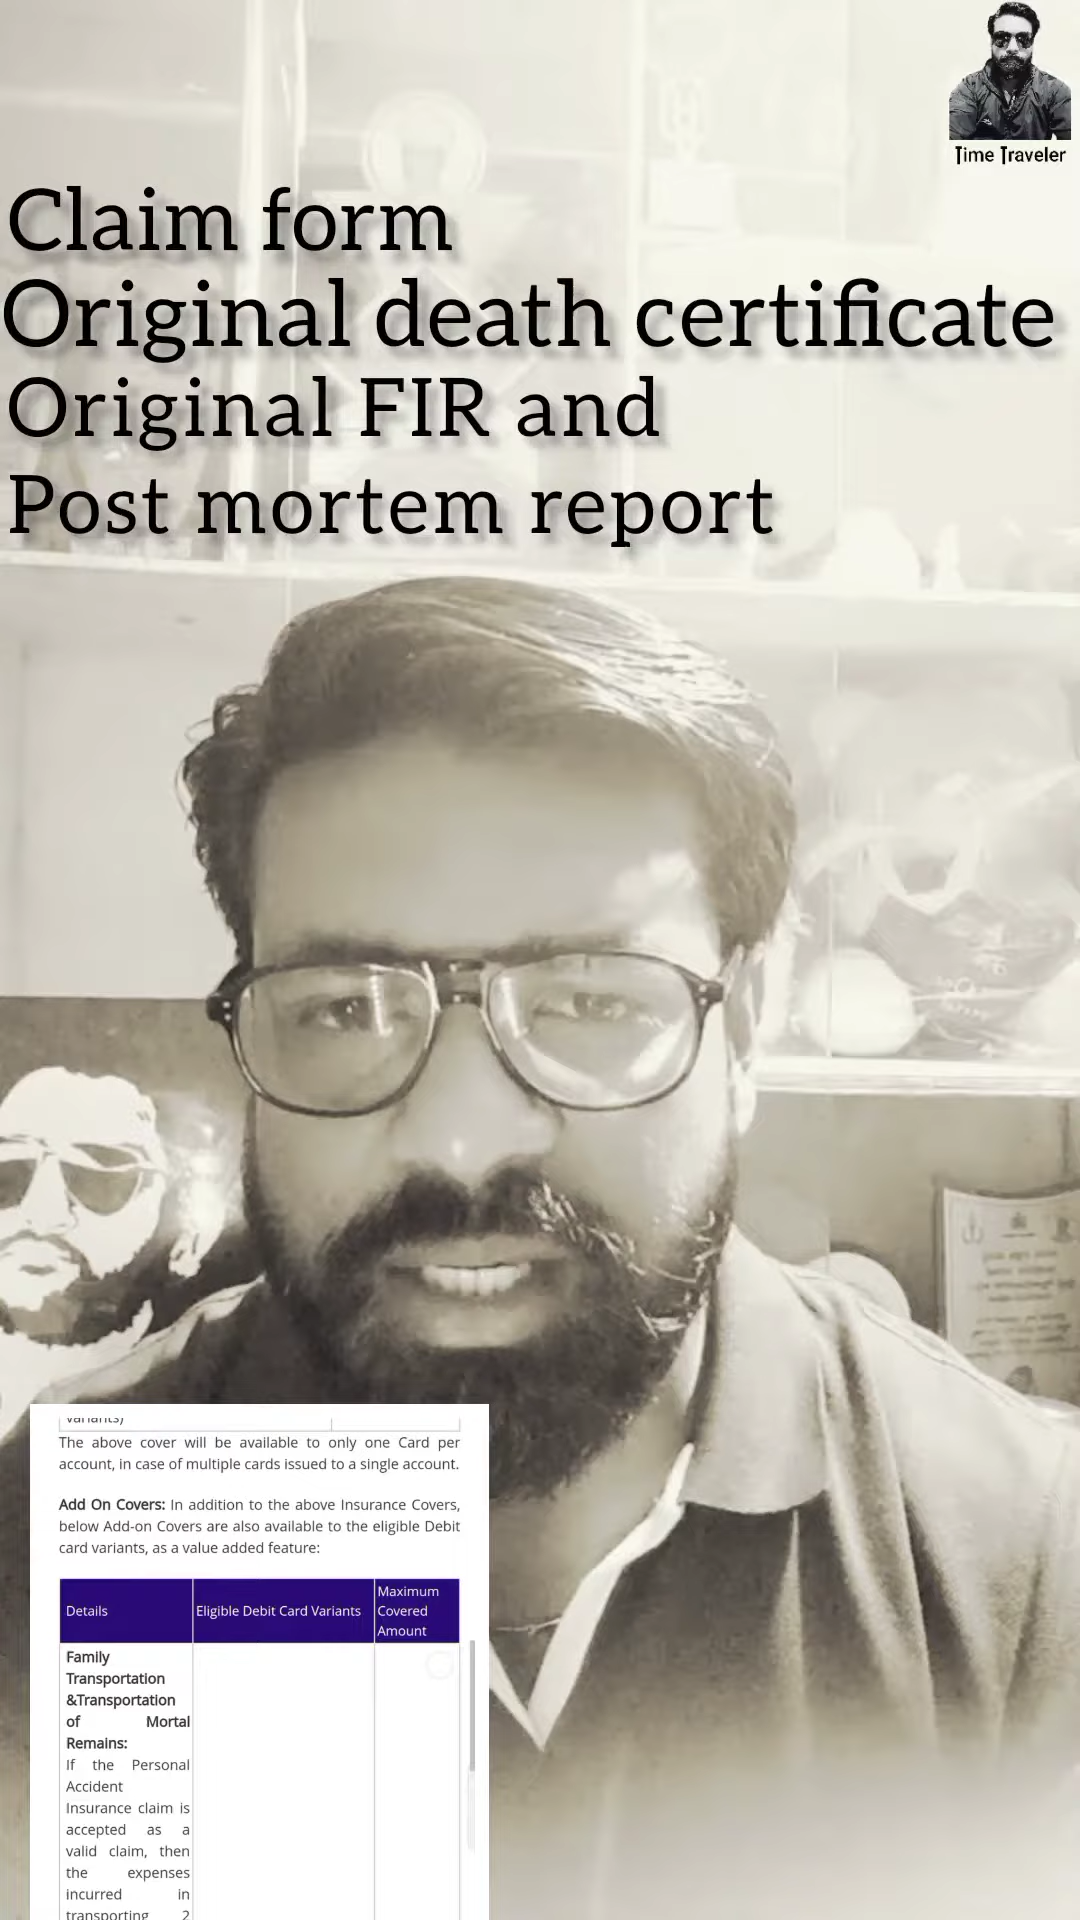 Time Traveler
Claim form
Original death certificate
Original FIR and
Post mortem report
variants)
The above cover will be available to only one Card per
account, in case of multiple cards issued to a single account.
Add On Covers: In addition to the above Insurance Covers,
below Add-on Covers are also available to the eligible Debit
card variants, as a value added feature:
Details
Eligible Debit Card Variants
Maximum
Covered
Amount
Family
Transportation
&Transportation
of Mortal
Remains:
If the Personal
Accident
Insurance claim is
accepted as a
valid claim, then
the expenses
incurred in
transporting 2